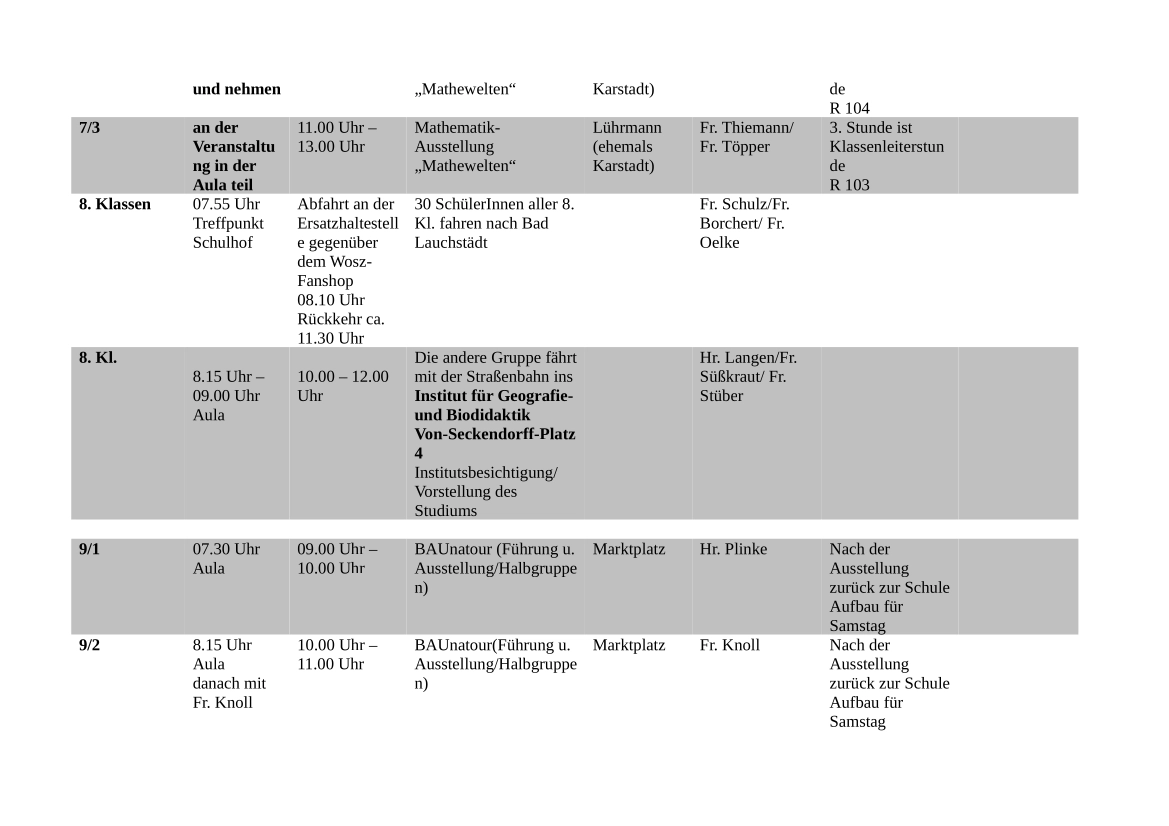 und nehmen
„Mathewelten“
Karstadt)
de
R 104
7/3
an der
Veranstaltu
ng in der
Aula teil
11.00 Uhr –
13.00 Uhr
Mathematik-
Ausstellung
„Mathewelten“
Lührmann
(ehemals
Karstadt)
Fr. Thiemann/
Fr. Töpper
3. Stunde ist
Klassenleiterstun
de
R 103
8. Klassen
07.55 Uhr
Treffpunkt
Schulhof
Abfahrt an der
Ersatzhaltestell
e gegenüber
dem Wosz-
Fanshop
08.10 Uhr
Rückkehr ca.
11.30 Uhr
30 SchülerInnen aller 8.
Kl. fahren nach Bad
Lauchstädt
Fr. Schulz/Fr.
Borchert/ Fr.
Oelke
8. Kl.
8.15 Uhr –
09.00 Uhr
Aula
10.00 – 12.00
Uhr
Die andere Gruppe fährt
mit der Straßenbahn ins
Institut für Geografie-
und Biodidaktik
Von-Seckendorff-Platz
4
Institutsbesichtigung/
Vorstellung des
Studiums
Hr. Langen/Fr.
Süßkraut/ Fr.
Stüber
9/1
07.30 Uhr
Aula
09.00 Uhr –
10.00 Uhr
BAUnatour (Führung u.
Ausstellung/Halbgruppe
n)
Marktplatz
Hr. Plinke
Nach der
Ausstellung
zurück zur Schule
Aufbau für
Samstag
9/2
8.15 Uhr
Aula
danach mit
Fr. Knoll
10.00 Uhr –
11.00 Uhr
BAUnatour(Führung u.
Ausstellung/Halbgruppe
n)
Marktplatz
Fr. Knoll
Nach der
Ausstellung
zurück zur Schule
Aufbau für
Samstag